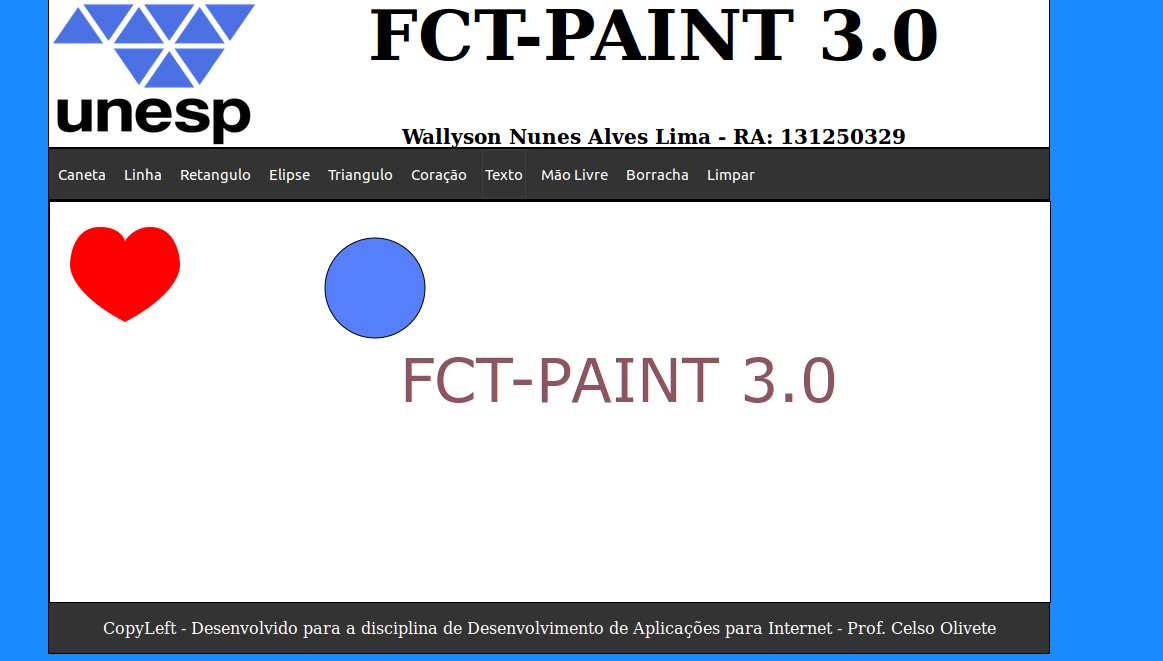 FCT-PAINT 3.0
unesp
Wallyson Nunes Alves Lima - RA: 131250329
Caneta Linha Retangulo Elipse Triangulo Coração Texto Mão Livre Borracha Limpar
FCT-PAINT 3.0
CopyLeft - Desenvolvido para a disciplina de Desenvolvimento de Aplicações para Internet - Prof. Celso Olivete